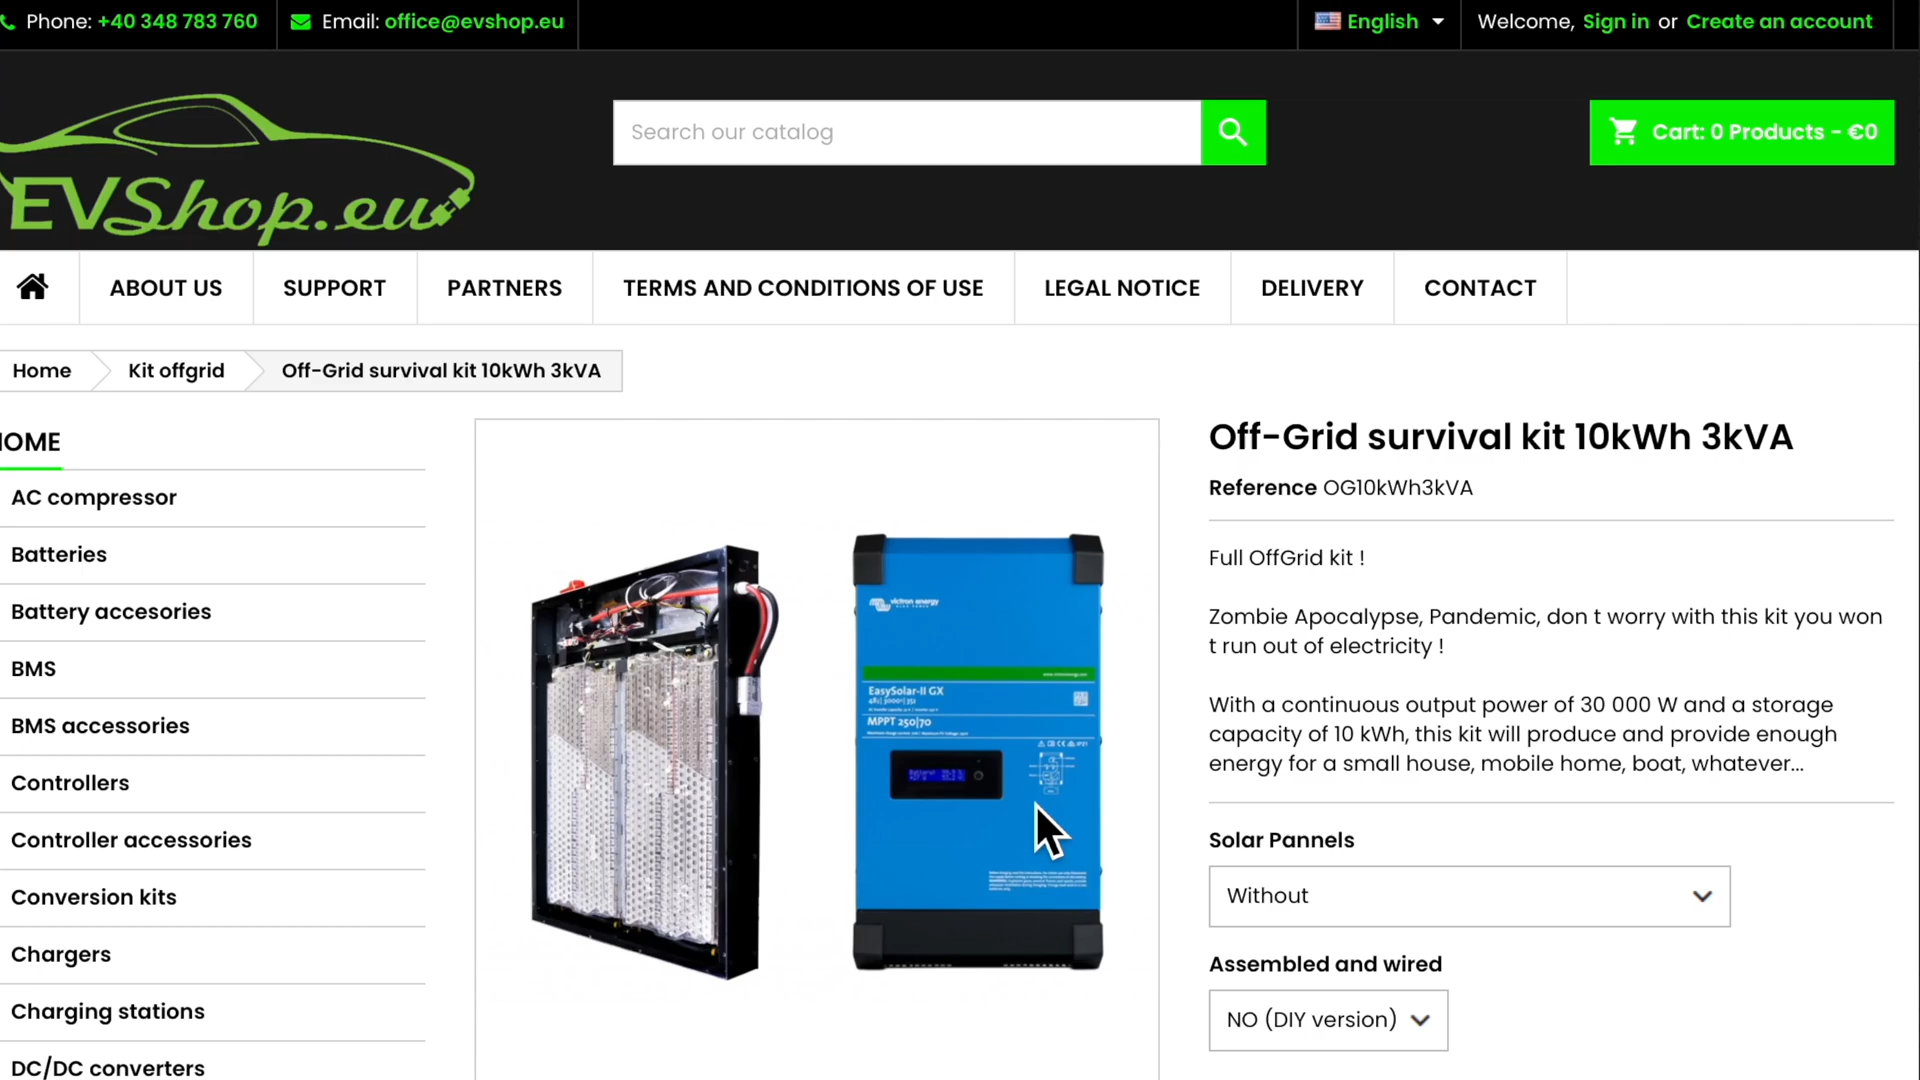 Phone: +40 348 783 760
Email: office@evshop.eu
English
Welcome, Sign in or Create an account
EVShop.eu
Search our catalog
Cart: 0 Products - €0
ABOUT US
SUPPORT
PARTNERS
TERMS AND CONDITIONS OF USE
LEGAL NOTICE
DELIVERY
CONTACT
Home
Kit offgrid
Off-Grid survival kit 10kWh 3kVA
HOME
AC compressor
Batteries
Battery accesories
BMS
BMS accessories
Controllers
Controller accessories
Conversion kits
Chargers
Charging stations
DC/DC converters
victron energy
EasySolar-II GX
MPPT 250|70
Off-Grid survival kit 10kWh 3kVA
Reference OG10kWh3kVA
Full OffGrid kit !
Zombie Apocalypse, Pandemic, don t worry with this kit you won
t run out of electricity !
With a continuous output power of 30 000 W and a storage
capacity of 10 kWh, this kit will produce and provide enough
energy for a small house, mobile home, boat, whatever...
Solar Pannels
Without
Assembled and wired
NO (DIY version)